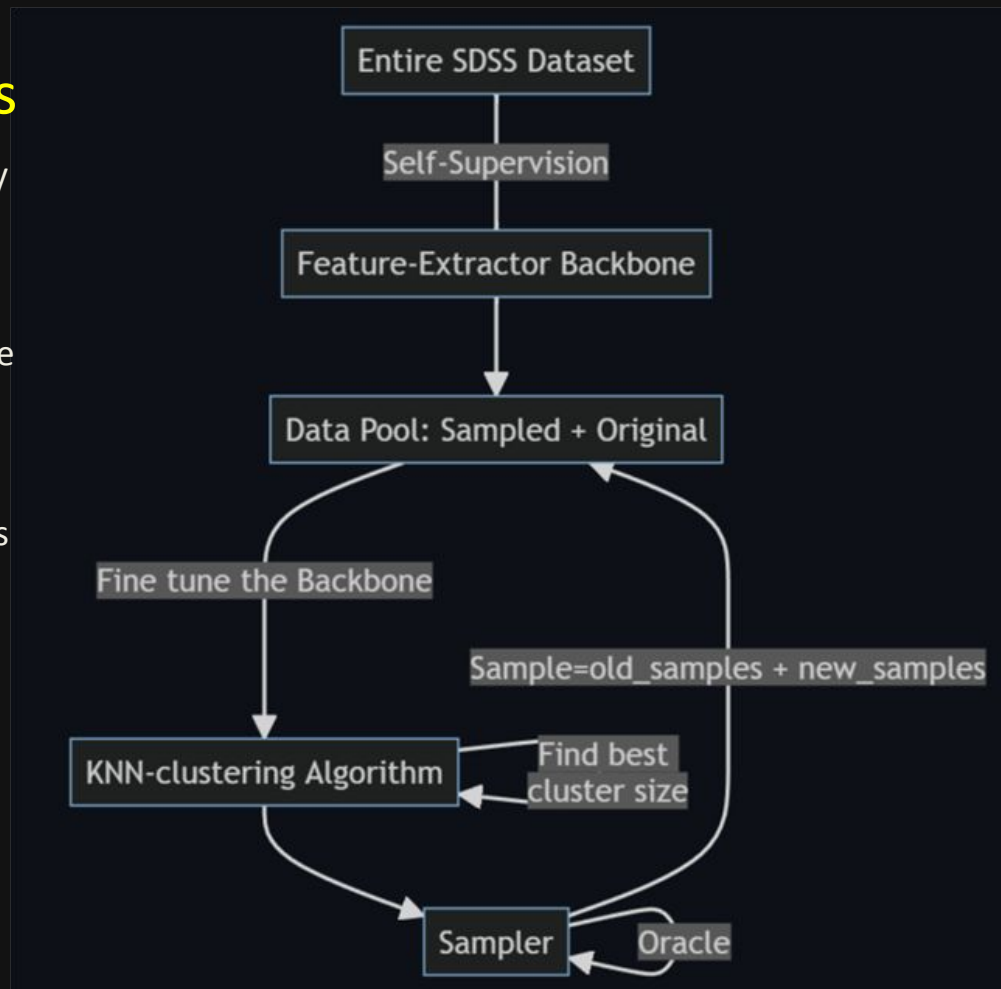 Entire SDSS Dataset
s
Self-Supervision
Feature-Extractor Backbone
e
Data Pool: Sampled + Original
s
Fine tune the Backbone
Sample=old_samples + new_samples
Find best
cluster size
KNN-clustering Algorithm
Sampler
Oracle